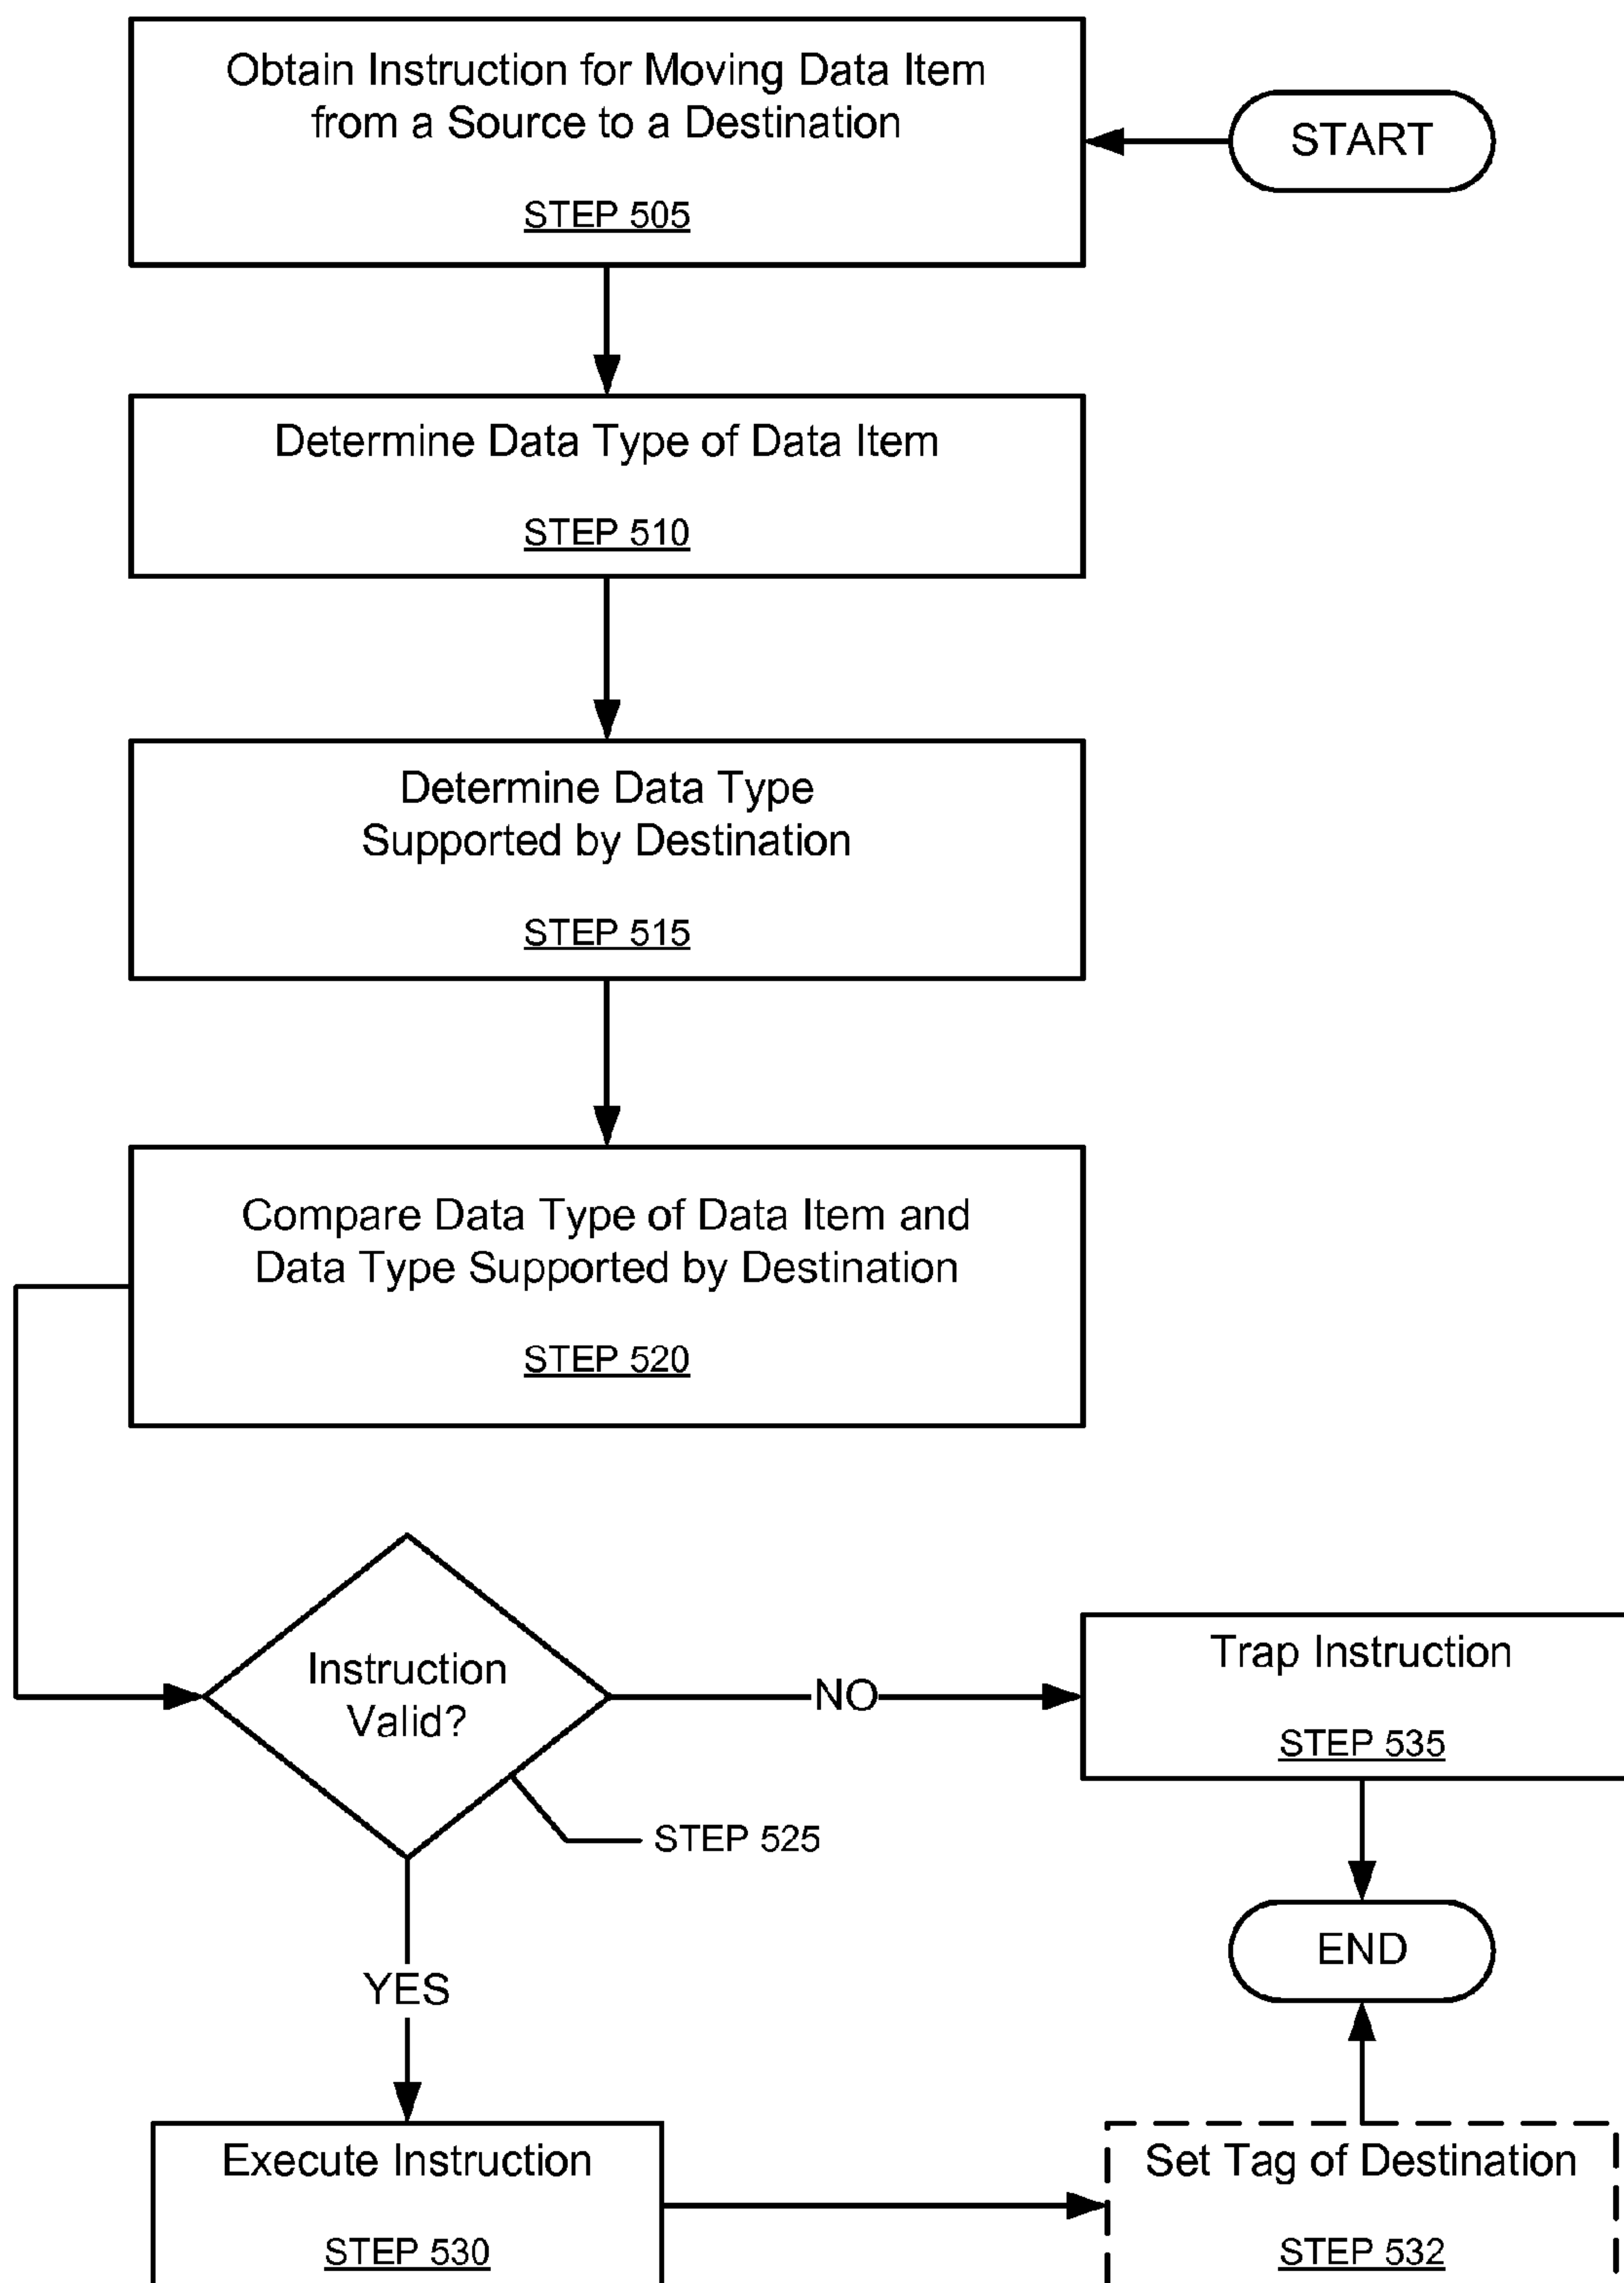 Obtain Instruction for Moving Data Item
from a Source to a Destination
STEP 505
START
Determine Data Type of Data Item
STEP 510
Determine Data Type
Supported by Destination
STEP 515
Compare Data Type of Data Item and
Data Type Supported by Destination
STEP 520
Instruction
Valid?
NO
STEP 525
Trap Instruction
STEP 535
END
YES
Execute Instruction
STEP 530
Set Tag of Destination
STEP 532